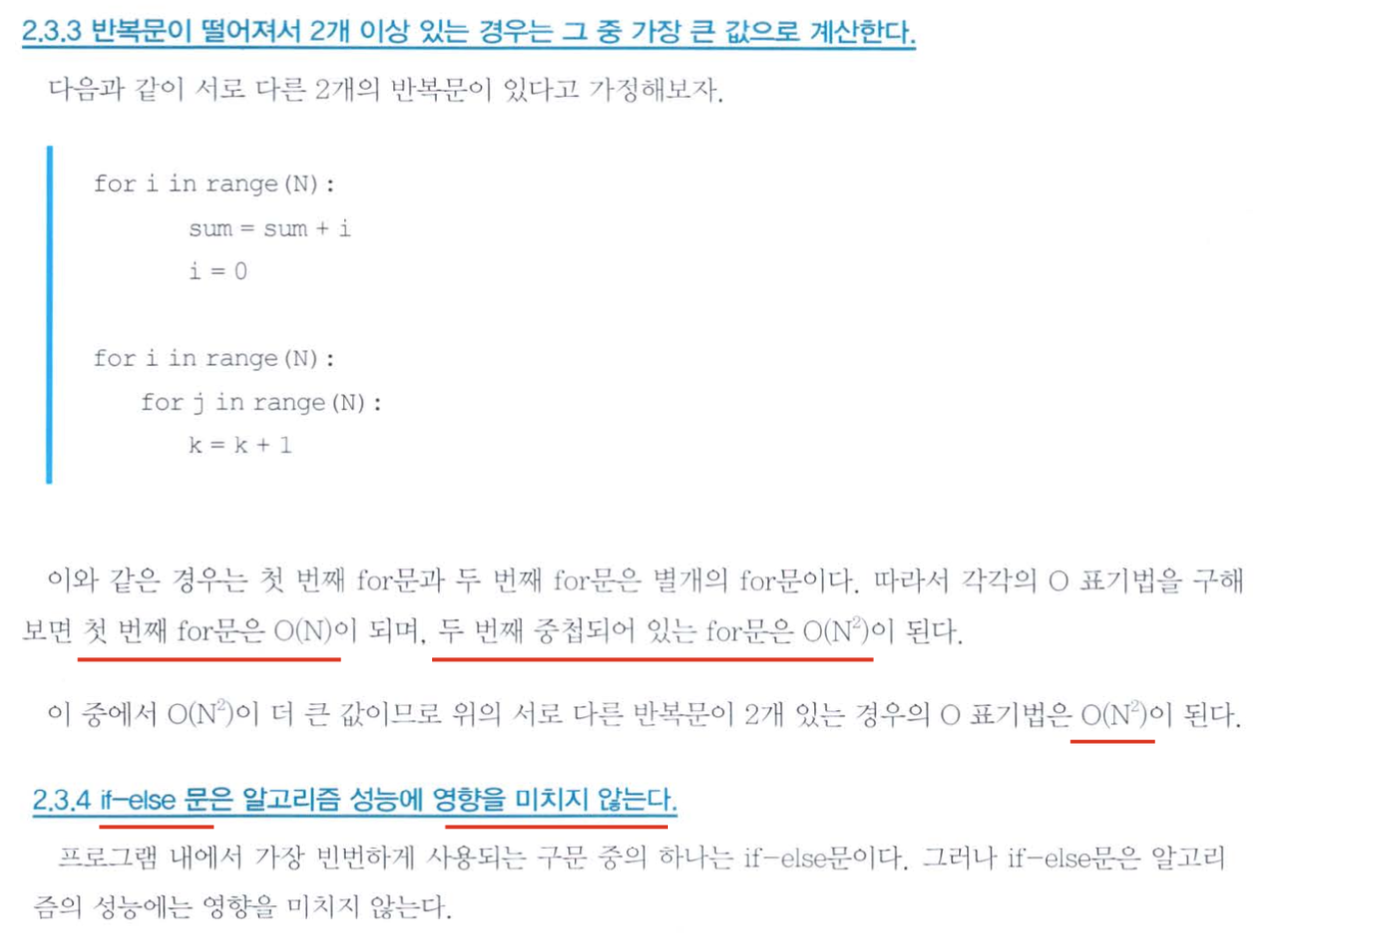 2.3.3 반복문이 떨어져서 2개 이상 있는 경우는 그 중 가장 큰 값으로 계산한다.
다음과 같이 서로 다른 2개의 반복문이 있다고 가정해보자.
for i in range(N):
sum = sum + i
i = 0
for i in range(N):
for j in range(N):
k = k + 1
이와 같은 경우는 첫 번째 for문과 두 번째 for문은 별개의 for문이다. 따라서 각각의 O 표기법을 구해
보면 첫 번째 for문은 O(N)이 되며, 두 번째 중첩되어 있는 for문은 O(N²)이 된다.
이 중에서 O(N²)이 더 큰 값이므로 위의 서로 다른 반복문이 2개 있는 경우의 O 표기법은 O(N²)이 된다.
2.3.4 if-else 문은 알고리즘 성능에 영향을 미치지 않는다.
프로그램 내에서 가장 빈번하게 사용되는 구문 중의 하나는 if-else문이다. 그러나 if-else문은 알고리
즘의 성능에는 영향을 미치지 않는다.